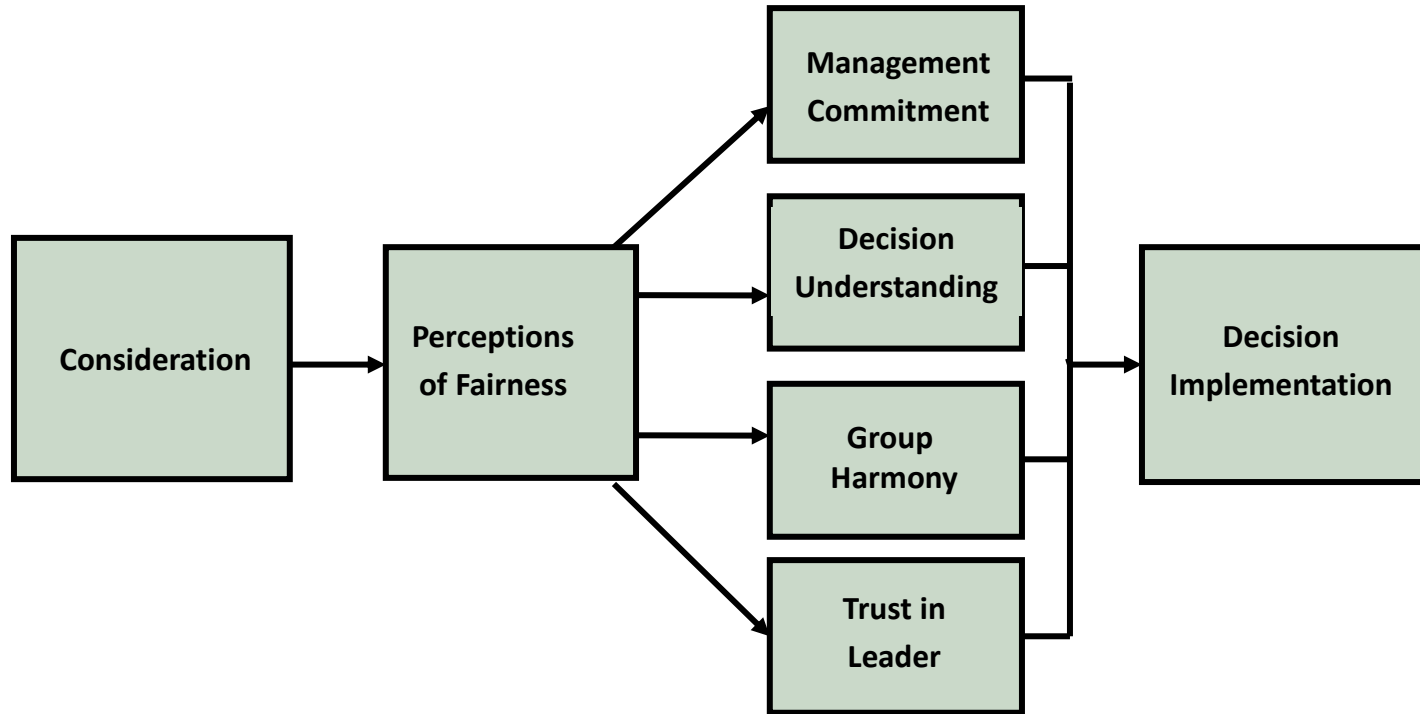 Consideration
Perceptions
of Fairness
Management
Commitment
Decision
Understanding
Group
Harmony
Trust in
Leader
Decision
Implementation